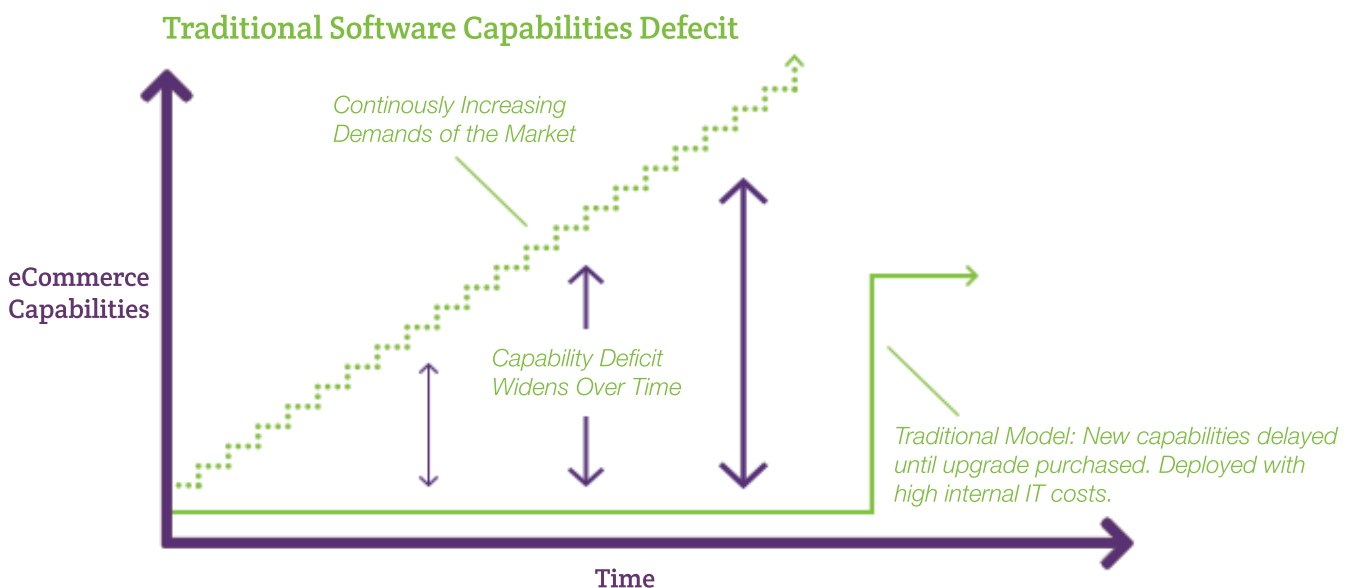 Traditional Software Capabilities Defecit
Continously Increasing
Demands of the Market
eCommerce
Capabilities
Capability Deficit
Widens Over Time
Traditional Model: New capabilities delayed
until upgrade purchased. Deployed with
high internal IT costs.
Time